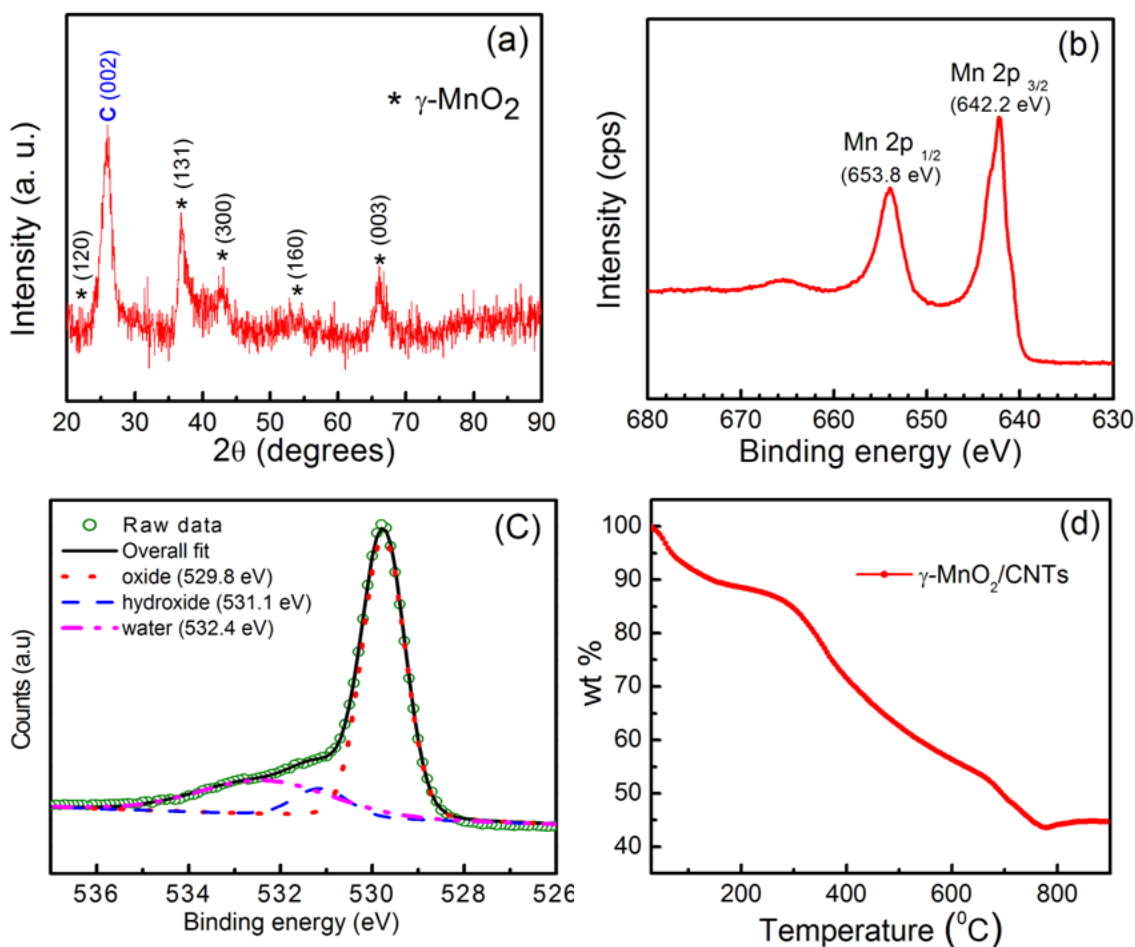 (a)
C (002)
* γ-MnO2
* (120)
* (131)
* (300)
* (160)
* (003)
Intensity (a. u.)
20 30 40 50 60 70 80 90
2θ (degrees)
(b)
Mn 2p 3/2
(642.2 eV)
Mn 2p 1/2
(653.8 eV)
Intensity (cps)
680 670 660 650 640 630
Binding energy (eV)
(C)
Raw data
Overall fit
oxide (529.8 eV)
hydroxide (531.1 eV)
water (532.4 eV)
Counts (a.u)
536 534 532 530 528 526
Binding energy (eV)
(d)
γ-MnO2/CNTs
wt %
100
90
80
70
60
50
40
200 400 600 800
Temperature (0C)